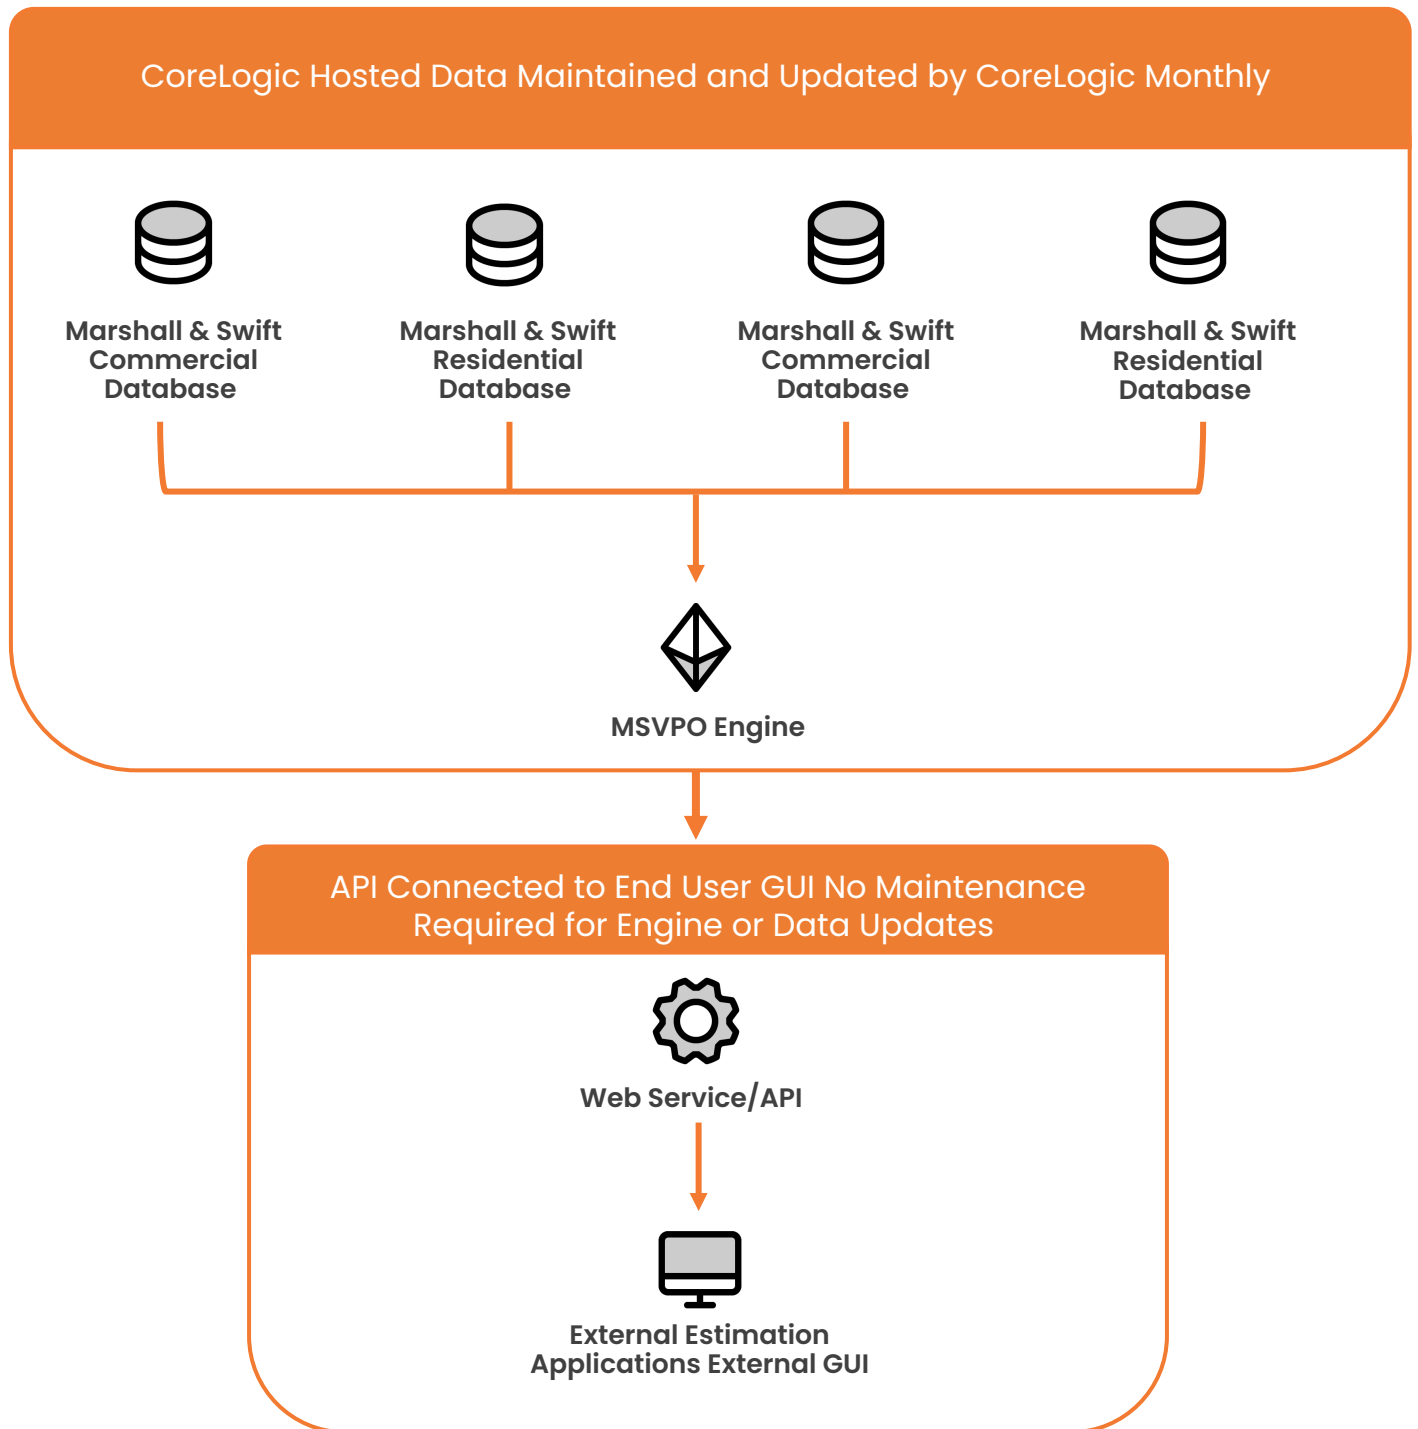 CoreLogic Hosted Data Maintained and Updated by CoreLogic Monthly
Marshall & Swift
Commercial
Database
Marshall & Swift
Residential
Database
Marshall & Swift
Commercial
Database
Marshall & Swift
Residential
Database
MSVPO Engine
API Connected to End User GUI No Maintenance
Required for Engine or Data Updates
Web Service/API
External Estimation
Applications External GUI